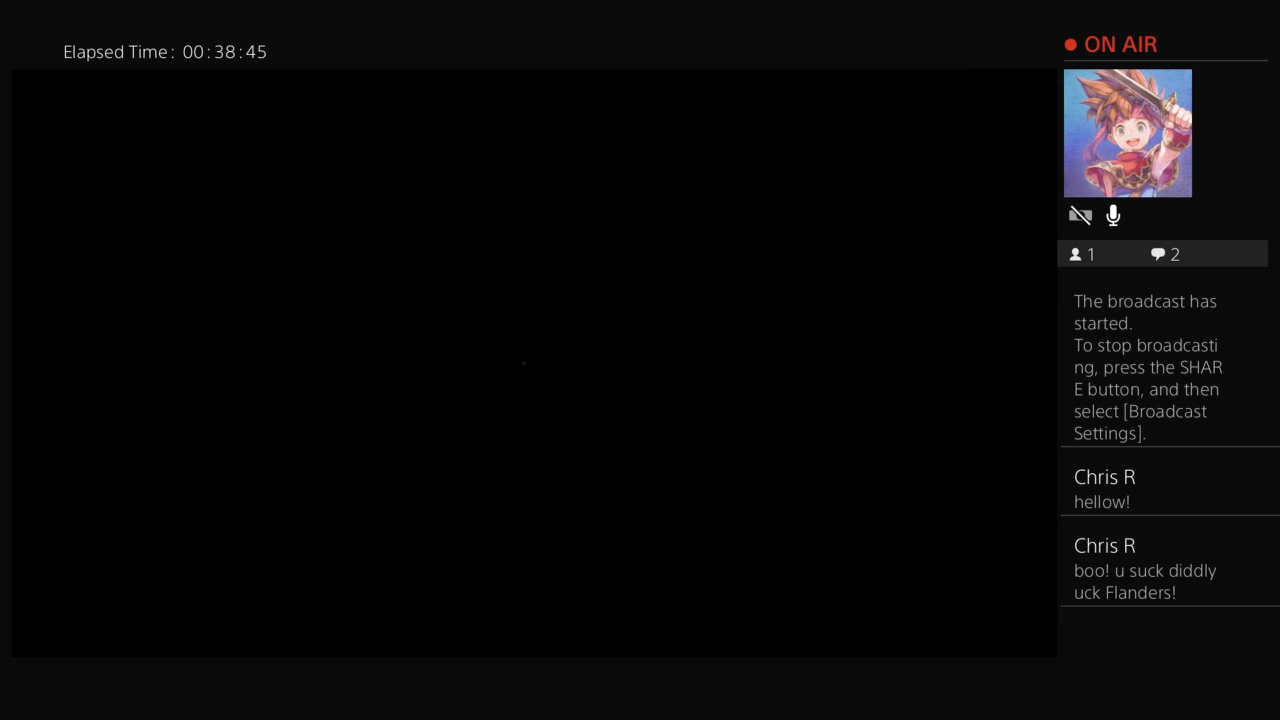 Elapsed Time: 00:38:45
ON AIR
1 2
The broadcast has
started.
To stop broadcasti
ng, press the SHAR
E button, and then
select [Broadcast
Settings].
Chris R
hellow!
Chris R
boo! u suck diddly
uck Flanders!